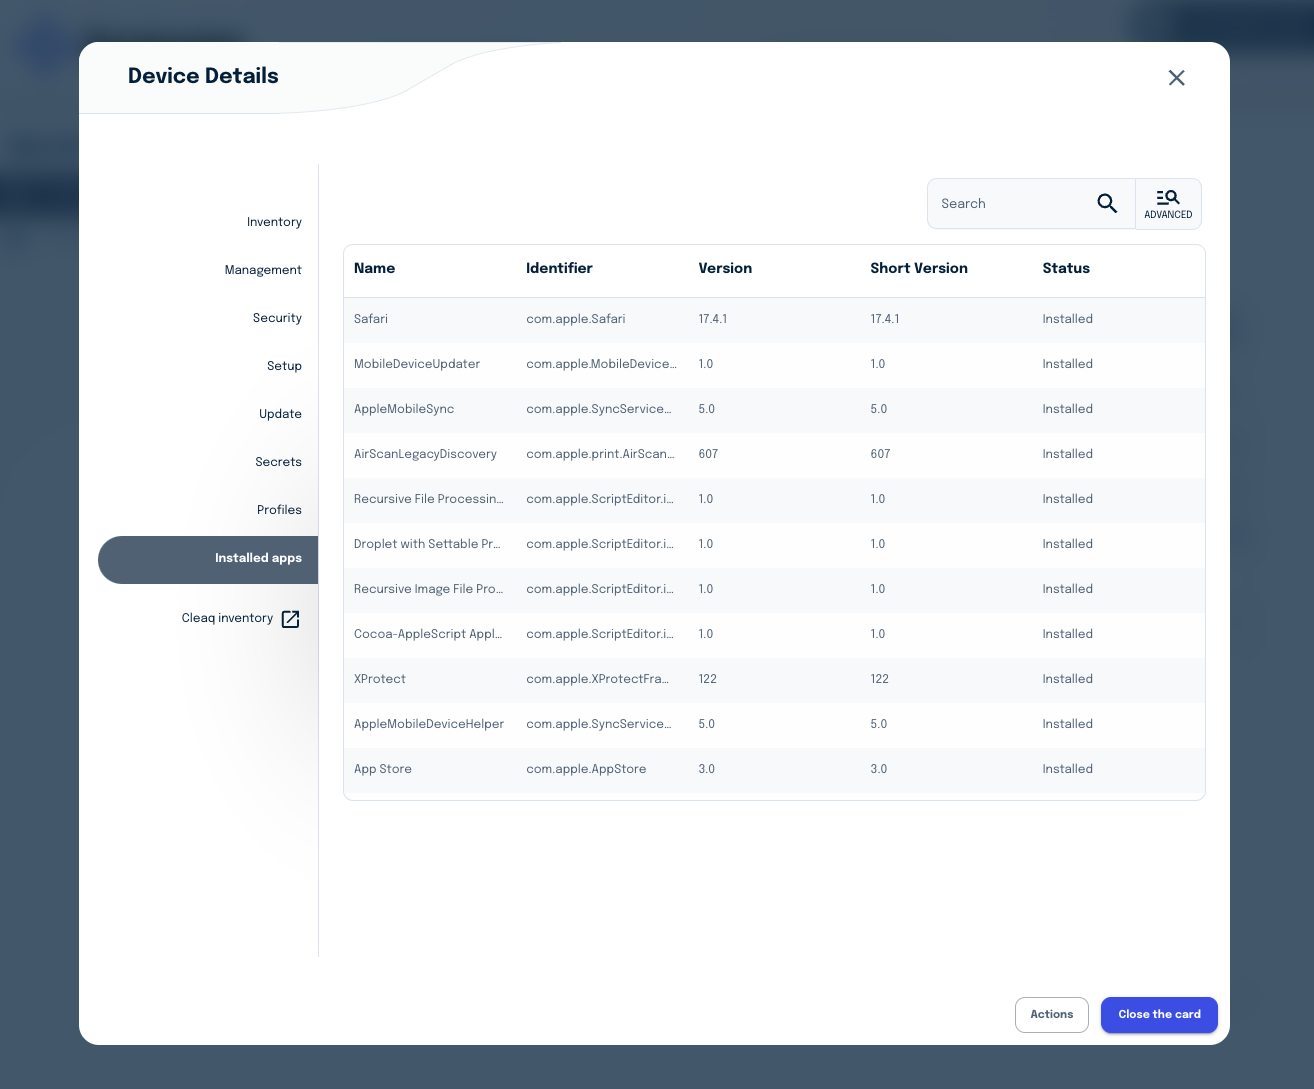 Device Details
Inventory
Management
Security
Setup
Update
Secrets
Profiles
Installed apps
Cleaq inventory
Search
ADVANCED
Name Identifier Version Short Version Status
Safari com.apple.Safari 17.4.1 17.4.1 Installed
MobileDeviceUpdater com.apple.MobileDevice... 1.0 1.0 Installed
AppleMobileSync com.apple.SyncService... 5.0 5.0 Installed
AirScanLegacyDiscovery com.apple.print.AirScan... 607 607 Installed
Recursive File Processin... com.apple.ScriptEditor.i... 1.0 1.0 Installed
Droplet with Settable Pr... com.apple.ScriptEditor.i... 1.0 1.0 Installed
Recursive Image File Pro... com.apple.ScriptEditor.i... 1.0 1.0 Installed
Cocoa-AppleScript Appl... com.apple.ScriptEditor.i... 1.0 1.0 Installed
XProtect com.apple.XProtectFra... 122 122 Installed
AppleMobileDeviceHelper com.apple.SyncService... 5.0 5.0 Installed
App Store com.apple.AppStore 3.0 3.0 Installed
Actions
Close the card